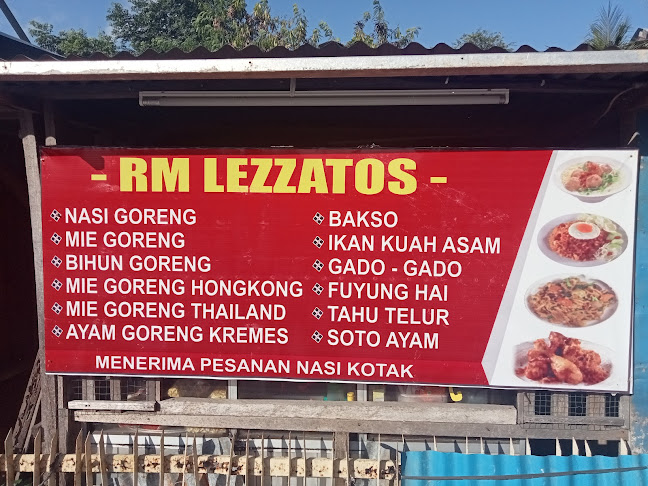 - RM LEZZATOS -
NASI GORENG
MIE GORENG
BIHUN GORENG
MIE GORENG HONGKONG
MIE GORENG THAILAND
AYAM GORENG KREMES
BAKSO
IKAN KUAH ASAM
GADO - GADO
FUYUNG HAI
TAHU TELUR
SOTO AYAM
MENERIMA PESANAN NASI KOTAK